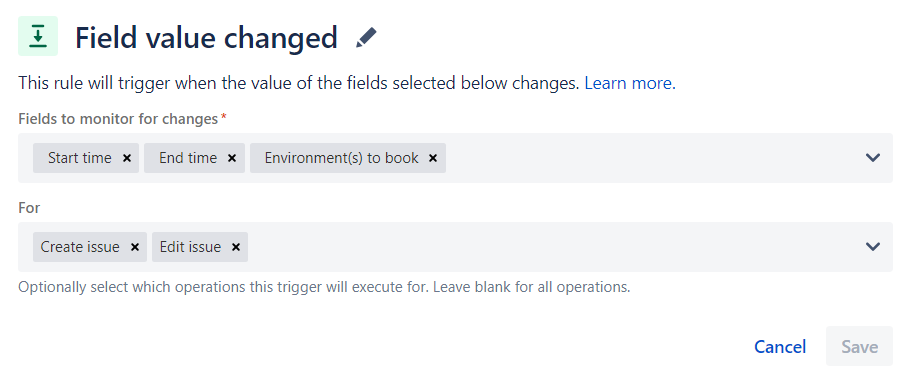 Field value changed
This rule will trigger when the value of the fields selected below changes. Learn more.
Fields to monitor for changes*
Start time × End time × Environment(s) to book ×
For
Create issue × Edit issue ×
Optionally select which operations this trigger will execute for. Leave blank for all operations.
Cancel Save